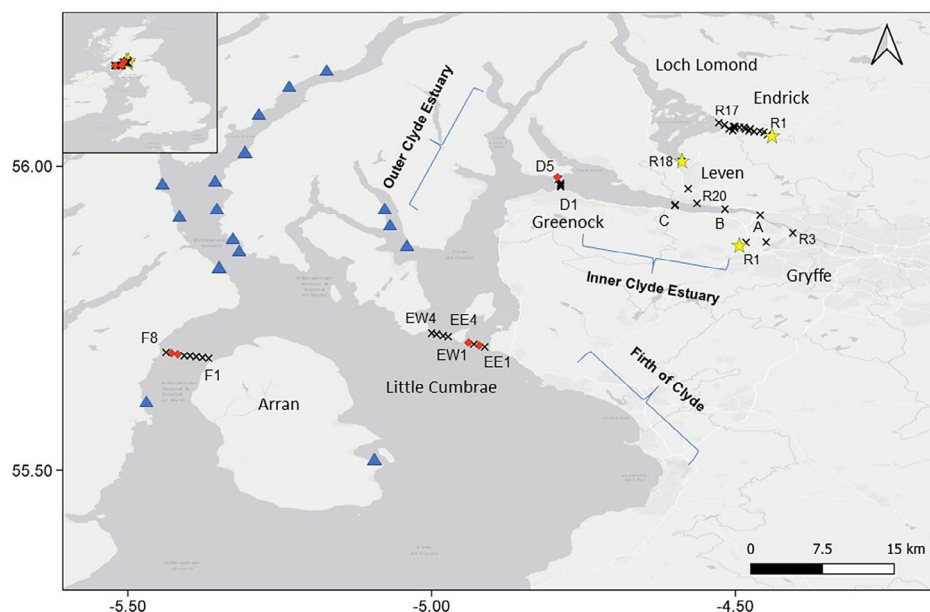 Loch Lomond
Endrick
R17
R1
56.00
Outer Clyde Estuary
D5
R18
Leven
D1
R20
Greenock
C
B
A
R3
R1
Gryffe
Inner Clyde Estuary
EW4
EE4
F8
EW1
EE1
F1
Little Cumbrae
Firth of Clyde
Arran
55.50
0
7.5
15 km
-5.50
-5.00
-4.50